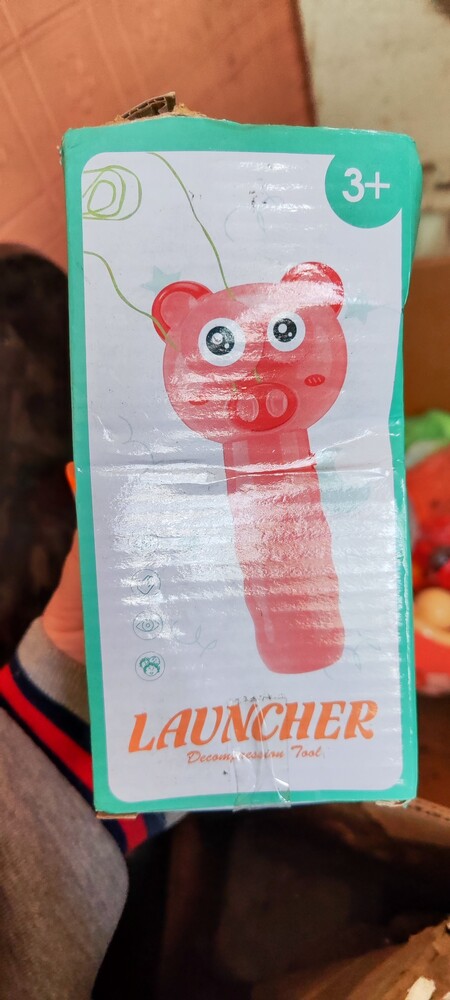 3+
LAUNCHER
Decompression Tool